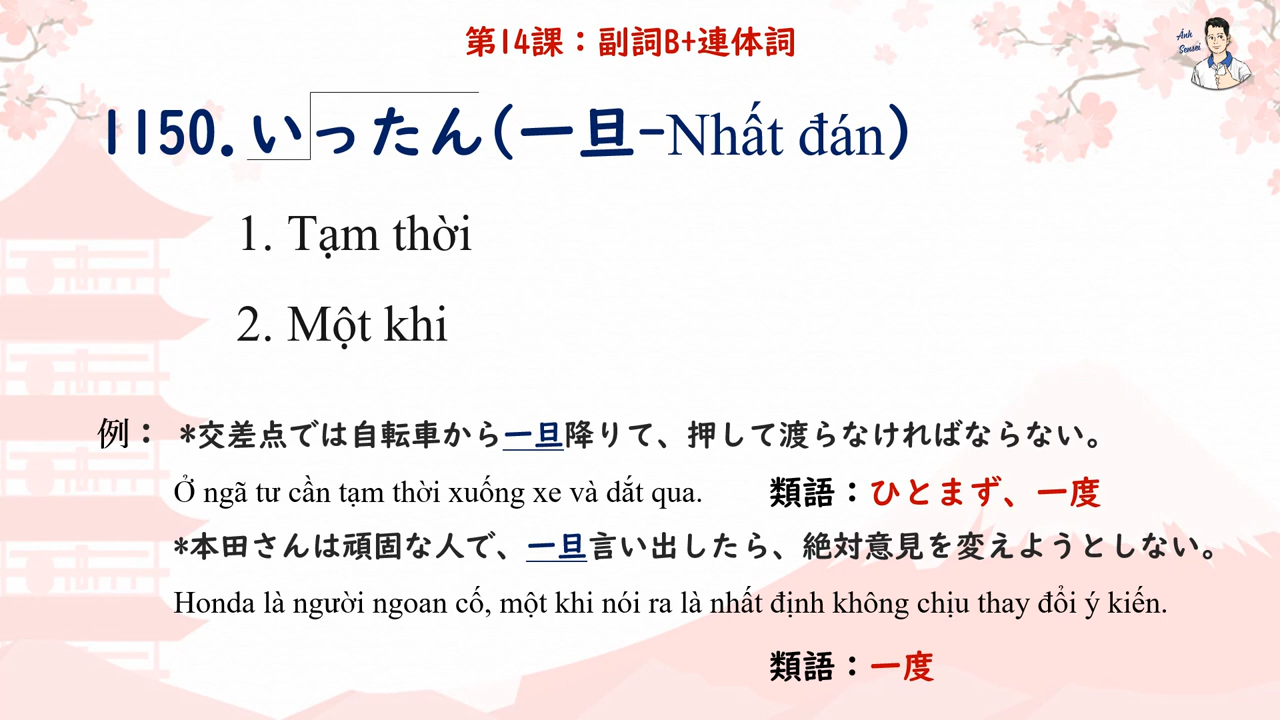 第14課：副詞B+連体詞
Anh
Sensei
1150.いったん(一旦-Nhất đán)
1. Tạm thời
2. Một khi
例： *交差点では自転車から一旦降りて、押して渡らなければならない。
Ở ngã tư cần tạm thời xuống xe và dắt qua. 類語：ひとまず、一度
*本田さんは頑固な人で、一旦言い出したら、絶対意見を変えようとしない。
Honda là người ngoan cố, một khi nói ra là nhất định không chịu thay đổi ý kiến.
類語：一度